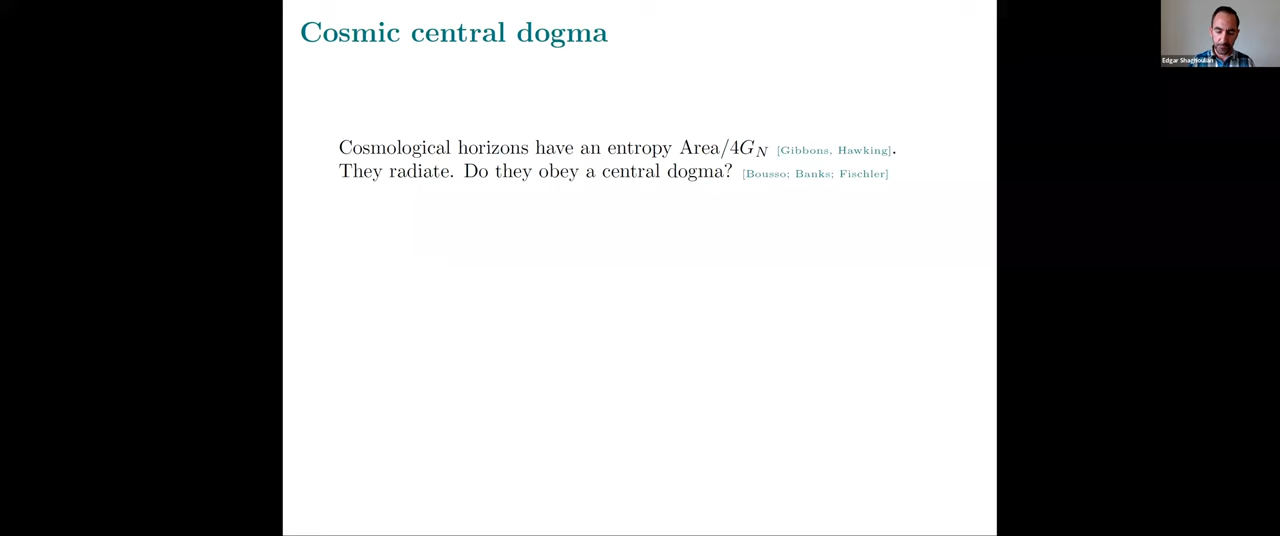 Cosmic central dogma
Cosmological horizons have an entropy Area/4G_N [Gibbons, Hawking].
They radiate. Do they obey a central dogma? [Bousso; Banks; Fischler]
Edgar Shaghoulian